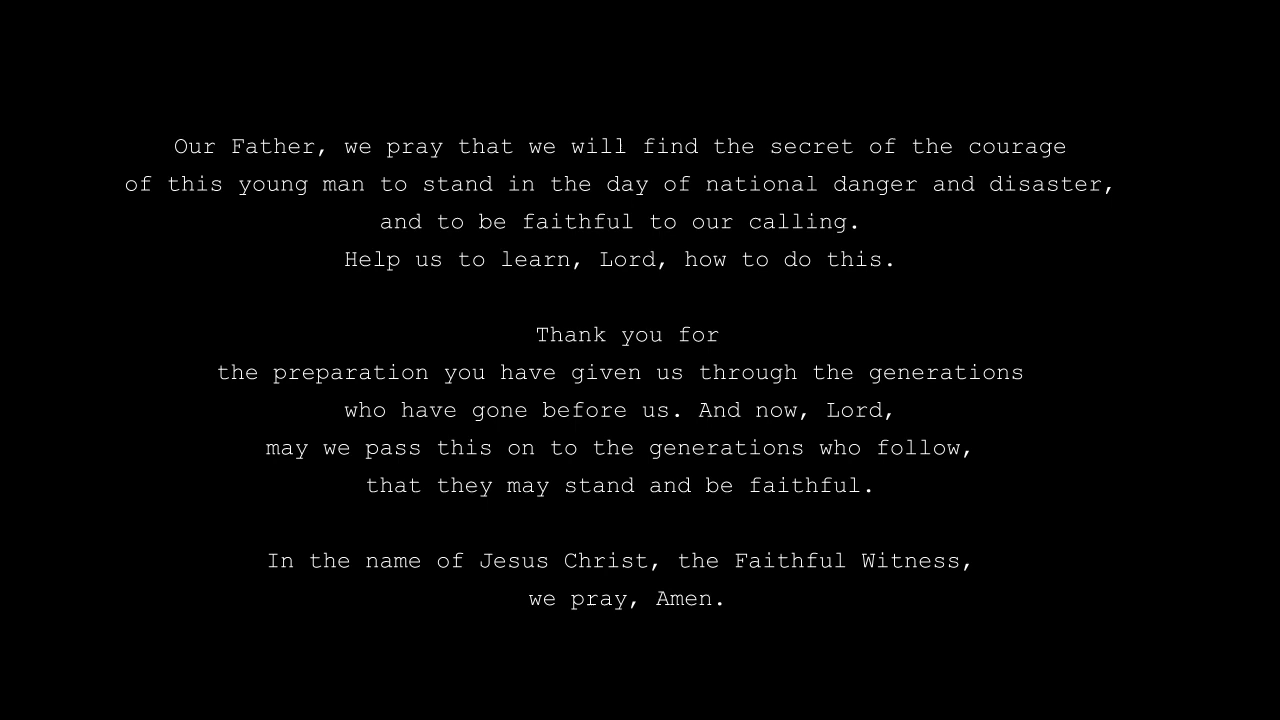 Our Father, we pray that we will find the secret of the courage
of this young man to stand in the day of national danger and disaster,
and to be faithful to our calling.
Help us to learn, Lord, how to do this.
Thank you for
the preparation you have given us through the generations
who have gone before us. And now, Lord,
may we pass this on to the generations who follow,
that they may stand and be faithful.
In the name of Jesus Christ, the Faithful Witness,
we pray, Amen.